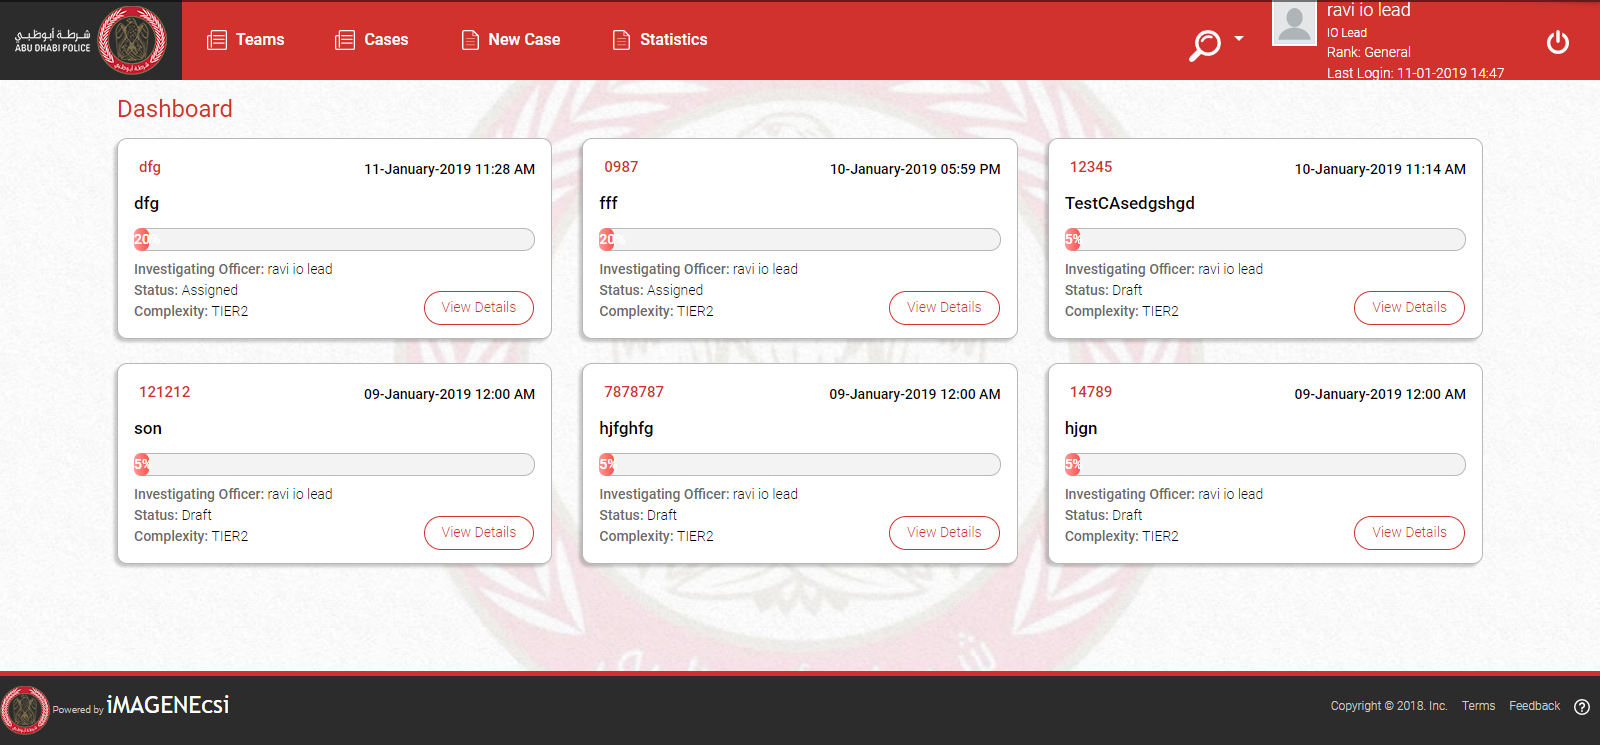 شرطة أبوظبي
ABU DHABI POLICE
Teams
Cases
New Case
Statistics
ravi io lead
IO Lead
Rank: General
Last Login: 11-01-2019 14:47
Dashboard
dfg
11-January-2019 11:28 AM
dfg
20
Investigating Officer: ravi io lead
Status: Assigned
Complexity: TIER2
View Details
0987
10-January-2019 05:59 PM
fff
20
Investigating Officer: ravi io lead
Status: Assigned
Complexity: TIER2
View Details
12345
10-January-2019 11:14 AM
TestCAsedgshgd
5%
Investigating Officer: ravi io lead
Status: Draft
Complexity: TIER2
View Details
121212
09-January-2019 12:00 AM
son
5%
Investigating Officer: ravi io lead
Status: Draft
Complexity: TIER2
View Details
7878787
09-January-2019 12:00 AM
hjfghfg
5%
Investigating Officer: ravi io lead
Status: Draft
Complexity: TIER2
View Details
14789
09-January-2019 12:00 AM
hjgn
5%
Investigating Officer: ravi io lead
Status: Draft
Complexity: TIER2
View Details
Powered by iMAGENEcsi
Copyright © 2018. Inc.
Terms
Feedback